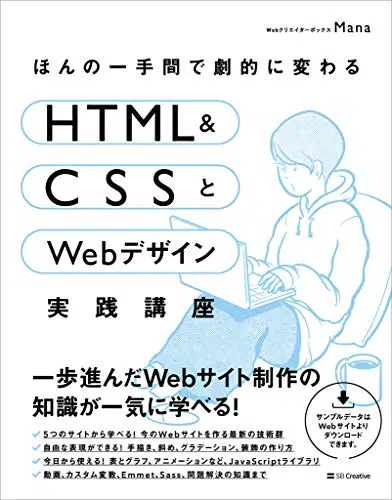 Webクリエイターボックス Mana
ほんの一手間で劇的に変わる
HTML &
CSS と
Webデザイン
実践講座
一歩進んだWebサイト制作の
知識が一気に学べる!
サンプルデータは
Webサイトより
ダウンロード
できます。
5つのサイトから学べる! 今のWebサイトを作る最新の技術群
自由な表現ができる! 手描き、斜め、グラデーション、装飾の作り方
今日から使える! 表とグラフ、アニメーションなど、JavaScriptライブラリ
動画、カスタム変数、Emmet、Sass、問題解決の知識まで
SB Creative